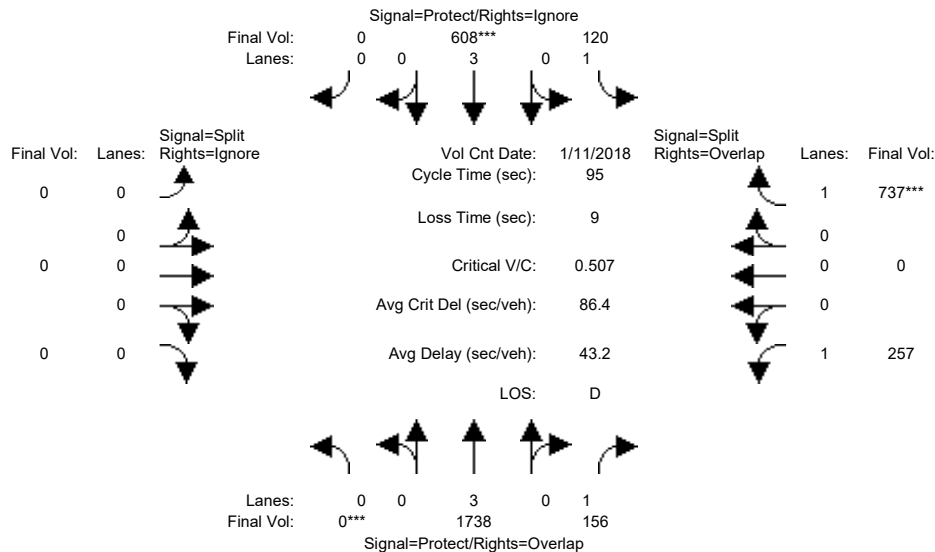 Signal=Protect/Rights=Ignore
Final Vol: 0 608*** 120
Lanes: 0 0 3 0 1
Signal=Split
Final Vol: Lanes: Rights=Ignore
Vol Cnt Date: 1/11/2018
Signal=Split
Rights=Overlap Lanes: Final Vol:
Cycle Time (sec): 95
0 0
1 737***
Loss Time (sec): 9
0
0
0 0
Critical V/C: 0.507
0 0
0
Avg Crit Del (sec/veh): 86.4
0
0 0
Avg Delay (sec/veh): 43.2
1 257
LOS: D
Lanes: 0 0 3 0 1
Final Vol: 0*** 1738 156
Signal=Protect/Rights=Overlap